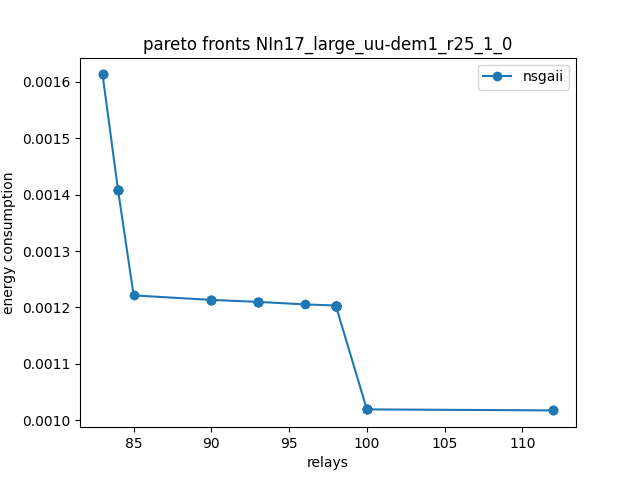 pareto fronts NIn17_large_uu-dem1_r25_1_0
nsgaii
0.0016
0.0015
0.0014
0.0013
0.0012
0.0011
0.0010
energy consumption
85 90 95 100 105 110
relays